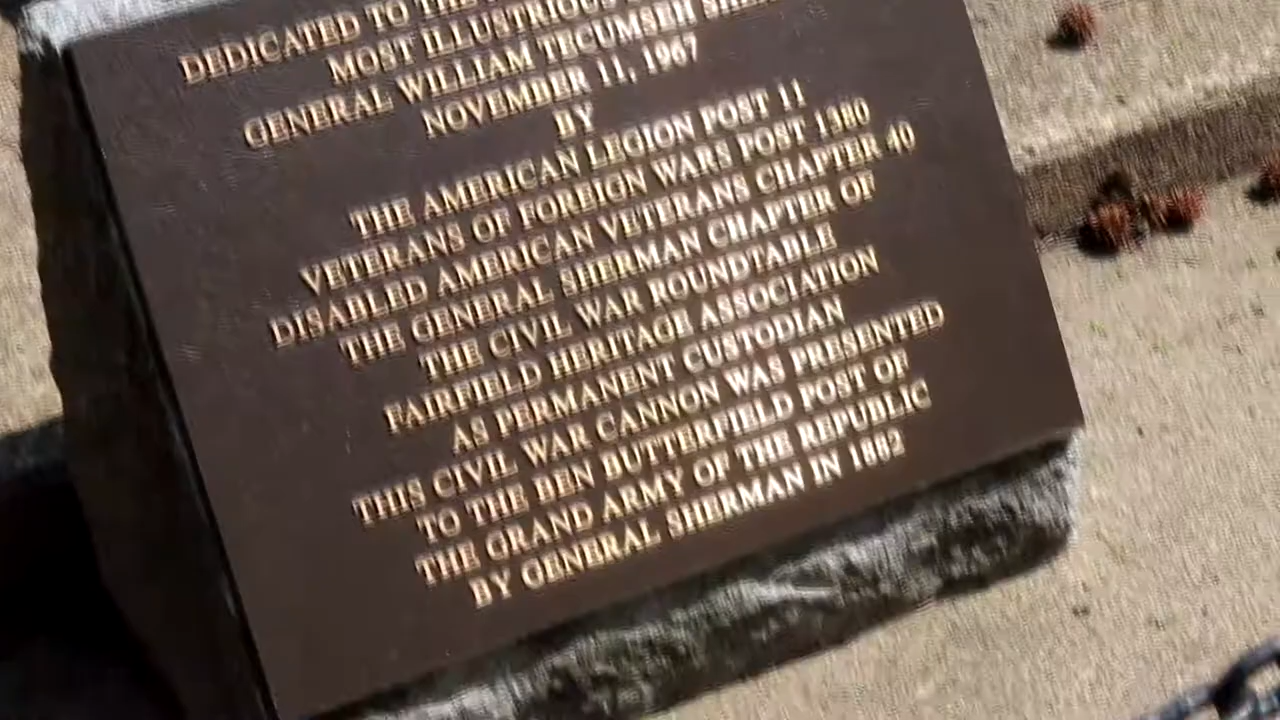 DEDICATED TO THE
MOST ILLUSTRIOUS
GENERAL WILLIAM TECUMSEH
NOVEMBER 11, 1967
BY
THE AMERICAN LEGION POST 11
VETERANS OF FOREIGN WARS POST 1380
DISABLED AMERICAN VETERANS CHAPTER 40
THE GENERAL SHERMAN CHAPTER OF
THE CIVIL WAR ROUNDTABLE
FAIRFIELD HERITAGE ASSOCIATION
AS PERMANENT CUSTODIAN
THIS CIVIL WAR CANNON WAS PRESENTED
TO THE BEN BUTTERFIELD POST OF
THE GRAND ARMY OF THE REPUBLIC
BY GENERAL SHERMAN IN 1882